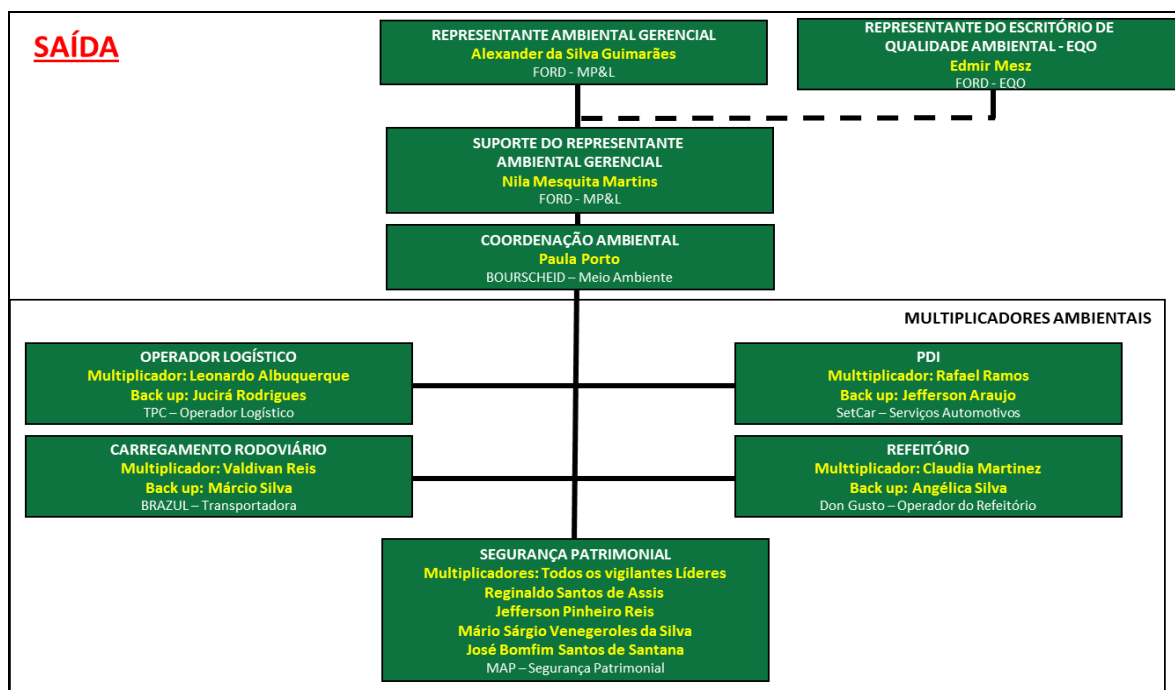 SAÍDA
REPRESENTANTE AMBIENTAL GERENCIAL
Alexander da Silva Guimarães
FORD - MP&L
REPRESENTANTE DO ESCRITÓRIO DE
QUALIDADE AMBIENTAL - EQO
Edmir Mesz
FORD - EQO
SUPORTE DO REPRESENTANTE
AMBIENTAL GERENCIAL
Nila Mesquita Martins
FORD - MP&L
COORDENAÇÃO AMBIENTAL
Paula Porto
BOURSCHEID – Meio Ambiente
MULTIPLICADORES AMBIENTAIS
OPERADOR LOGÍSTICO
Multiplicador: Leonardo Albuquerque
Back up: Jucirá Rodrigues
TPC – Operador Logístico
PDI
Multtiplicador: Rafael Ramos
Back up: Jefferson Araujo
SetCar – Serviços Automotivos
CARREGAMENTO RODOVIÁRIO
Multiplicador: Valdivan Reis
Back up: Márcio Silva
BRAZUL – Transportadora
REFEITÓRIO
Multtiplicador: Claudia Martinez
Back up: Angélica Silva
Don Gusto – Operador do Refeitório
SEGURANÇA PATRIMONIAL
Multiplicadores: Todos os vigilantes Líderes
Reginaldo Santos de Assis
Jefferson Pinheiro Reis
Mário Sárgio Venegeroles da Silva
José Bomfim Santos de Santana
MAP – Segurança Patrimonial